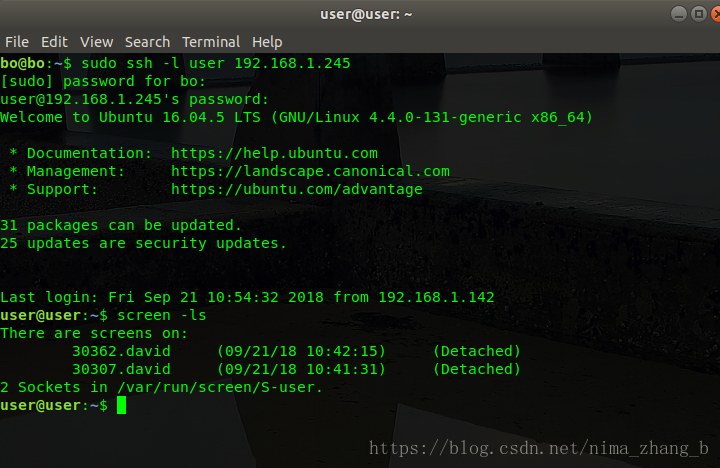 user@user: ~
File Edit View Search Terminal Help
bo@bo:~$ sudo ssh -l user 192.168.1.245
[sudo] password for bo:
user@192.168.1.245's password:
Welcome to Ubuntu 16.04.5 LTS (GNU/Linux 4.4.0-131-generic x86_64)
* Documentation: https://help.ubuntu.com
* Management: https://landscape.canonical.com
* Support: https://ubuntu.com/advantage
31 packages can be updated.
25 updates are security updates.
Last login: Fri Sep 21 10:54:32 2018 from 192.168.1.142
user@user:~$ screen -ls
There are screens on:
30362.david (09/21/18 10:42:15) (Detached)
30307.david (09/21/18 10:41:31) (Detached)
2 Sockets in /var/run/screen/S-user.
user@user:~$
https://blog.csdn.net/nima_zhang_b